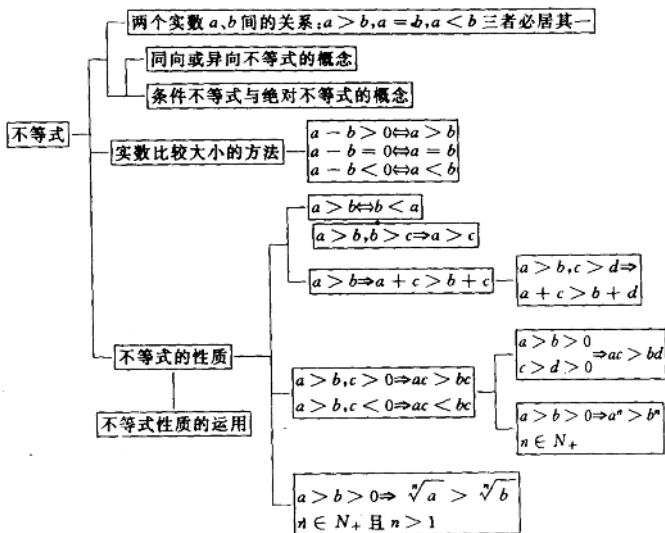 两个实数 a、b 间的关系:a > b, a = b, a < b 三者必居其一
同向或异向不等式的概念
条件不等式与绝对不等式的概念
不等式
实数比较大小的方法
a − b > 0⇔a > b
a − b = 0⇔a = b
a − b < 0⇔a < b
a > b⇔b < a
a > b, b > c⇒a > c
a > b⇒a + c > b + c
a > b, c > d⇒
a + c > b + d
不等式的性质
不等式性质的运用
a > b, c > 0⇒ac > bc
a > b, c < 0⇒ac < bc
a > b > 0
c > d > 0
⇒ac > bd
a > b > 0⇒aⁿ > bⁿ
n ∈ N₊
a > b > 0⇒ ⁿ√a > ⁿ√b
n ∈ N₊ 且 n > 1